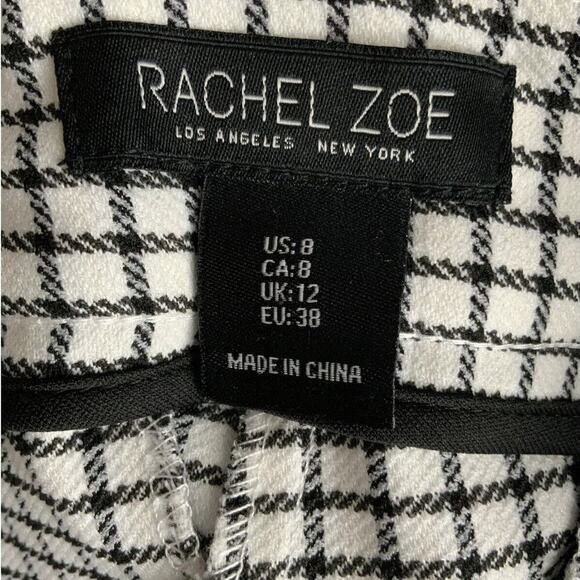 RACHEL ZOE
LOS ANGELES NEW YORK
US: 8
CA: 8
UK: 12
EU: 38
MADE IN CHINA